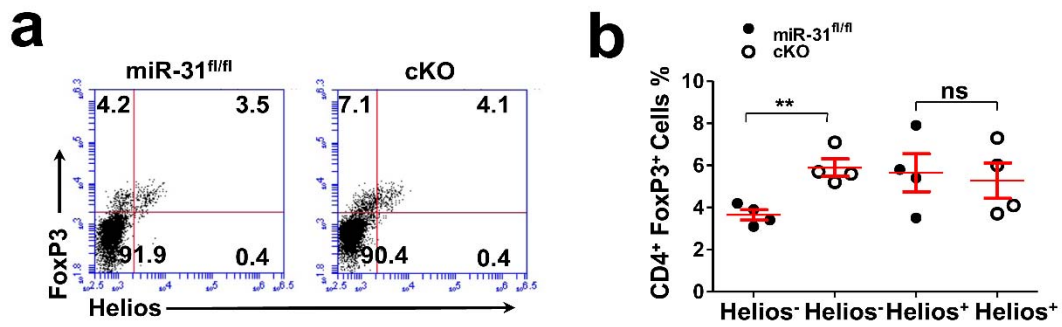 a
miR-31fl/fl
cKO
4.2 3.5
91.9 0.4
7.1 4.1
90.4 0.4
FoxP3
Helios
b
miR-31fl/fl
cKO
CD4+ FoxP3+ Cells %
10
8
6
4
2
0
**
ns
Helios- Helios- Helios+ Helios+